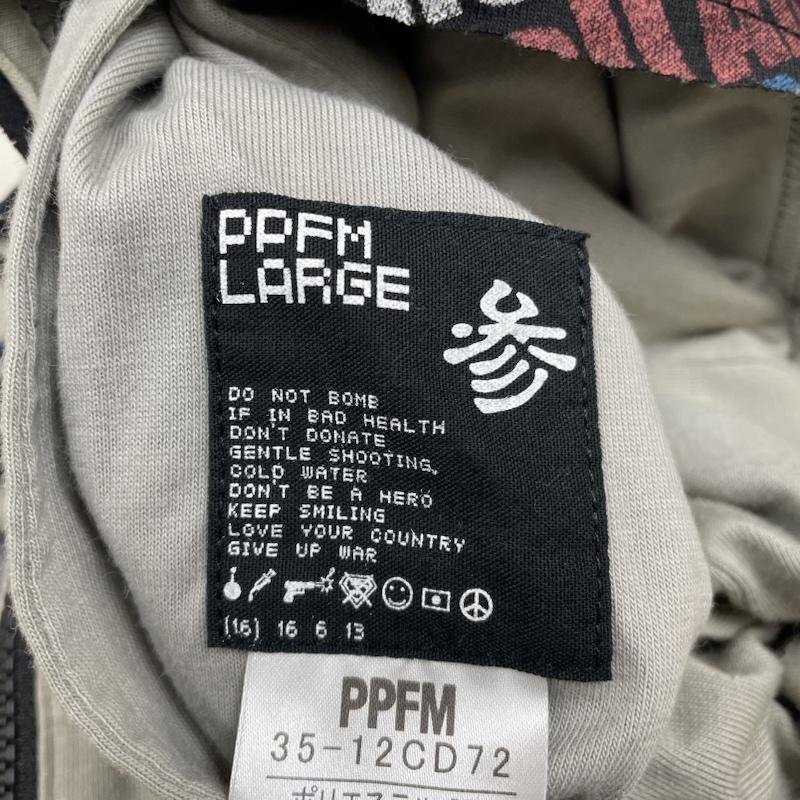 PPFM
LARGE
参
DO NOT BOMB
IF IN BAD HEALTH
DON'T DONATE
GENTLE SHOOTING,
COLD WATER
DON'T BE A HERO
KEEP SMILING
LOVE YOUR COUNTRY
GIVE UP WAR
(16) 16 6 13
PPFM
35-12CD72